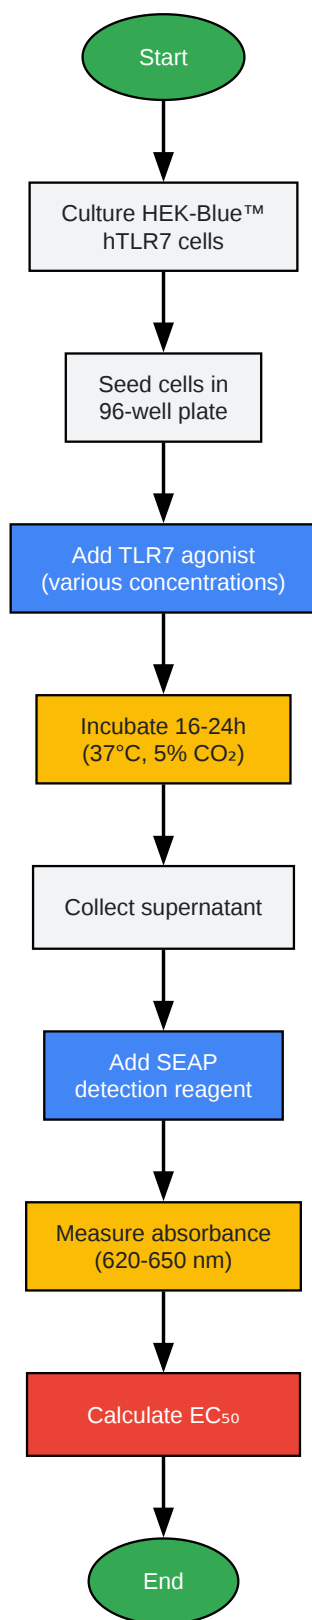 Start
Culture HEK-Blue™
hTLR7 cells
Seed cells in
96-well plate
Add TLR7 agonist
(various concentrations)
Incubate 16-24h
(37°C, 5% CO₂)
Collect supernatant
Add SEAP
detection reagent
Measure absorbance
(620-650 nm)
Calculate EC₅₀
End